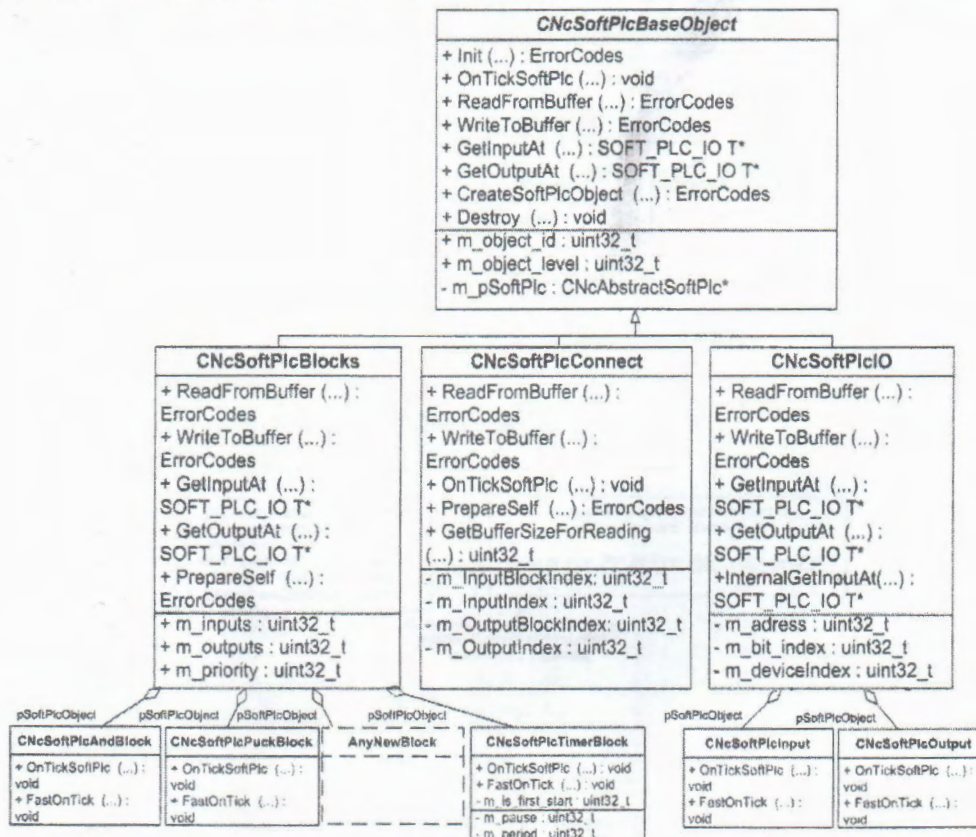 CNcSoftPlcBaseObject
+ Init (...) : ErrorCodes
+ OnTickSoftPlc (...) : void
+ ReadFromBuffer (...) : ErrorCodes
+ WriteToBuffer (...) : ErrorCodes
+ GetInputAt (...) : SOFT_PLC_IO T*
+ GetOutputAt (...) : SOFT_PLC_IO T*
+ CreateSoftPlcObject (...) : ErrorCodes
+ Destroy (...) : void
+ m_object_id : uint32_t
+ m_object_level : uint32_t
- m_pSoftPlc : CNcAbstractSoftPlc*
CNcSoftPlcBlocks
+ ReadFromBuffer (...) :
ErrorCodes
+ WriteToBuffer (...) :
ErrorCodes
+ GetInputAt (...) :
SOFT_PLC_IO T*
+ GetOutputAt (...) :
SOFT_PLC_IO T*
+ PrepareSelf (...) :
ErrorCodes
+ m_inputs : uint32_t
+ m_outputs : uint32_t
+ m_priority : uint32_t
CNcSoftPlcConnect
+ ReadFromBuffer (...) :
ErrorCodes
+ WriteToBuffer (...) :
ErrorCodes
+ OnTickSoftPlc (...) : void
+ PrepareSelf (...) : ErrorCodes
+ GetBufferSizeForReading
(...) : uint32_t
- m_InputBlockIndex: uint32_t
- m_InputIndex : uint32_t
- m_OutputBlockIndex: uint32_t
- m_OutputIndex : uint32_t
CNcSoftPlcIO
+ ReadFromBuffer (...) :
ErrorCodes
+ WriteToBuffer (...) :
ErrorCodes
+ GetInputAt (...) :
SOFT_PLC_IO T*
+ GetOutputAt (...) :
SOFT_PLC_IO T*
+InternalGetInputAt(...) :
SOFT_PLC_IO T*
- m_adress : uint32_t
- m_bit_index : uint32_t
- m_deviceIndex : uint32_t
pSoftPlcObject
pSoftPlcObject
pSoftPlcObject
pSoftPlcObject
pSoftPlcObject
pSoftPlcObject
CNcSoftPlcAndBlock
+ OnTickSoftPlc (...) :
void
+ FastOnTick (...) :
void
CNcSoftPlcPuckBlock
+ OnTickSoftPlc (...) :
void
+ FastOnTick (...) :
void
AnyNewBlock
CNcSoftPlcTimerBlock
+ OnTickSoftPlc (...) : void
+ FastOnTick (...) : void
- m_is_first_start : uint32_t
- m_pause : uint32_t
- m_period : uint32_t
CNcSoftPlcInput
+ OnTickSoftPlc (...) :
void
+ FastOnTick (...) :
void
CNcSoftPlcOutput
+ OnTickSoftPlc (...) :
void
+ FastOnTick (...) :
void